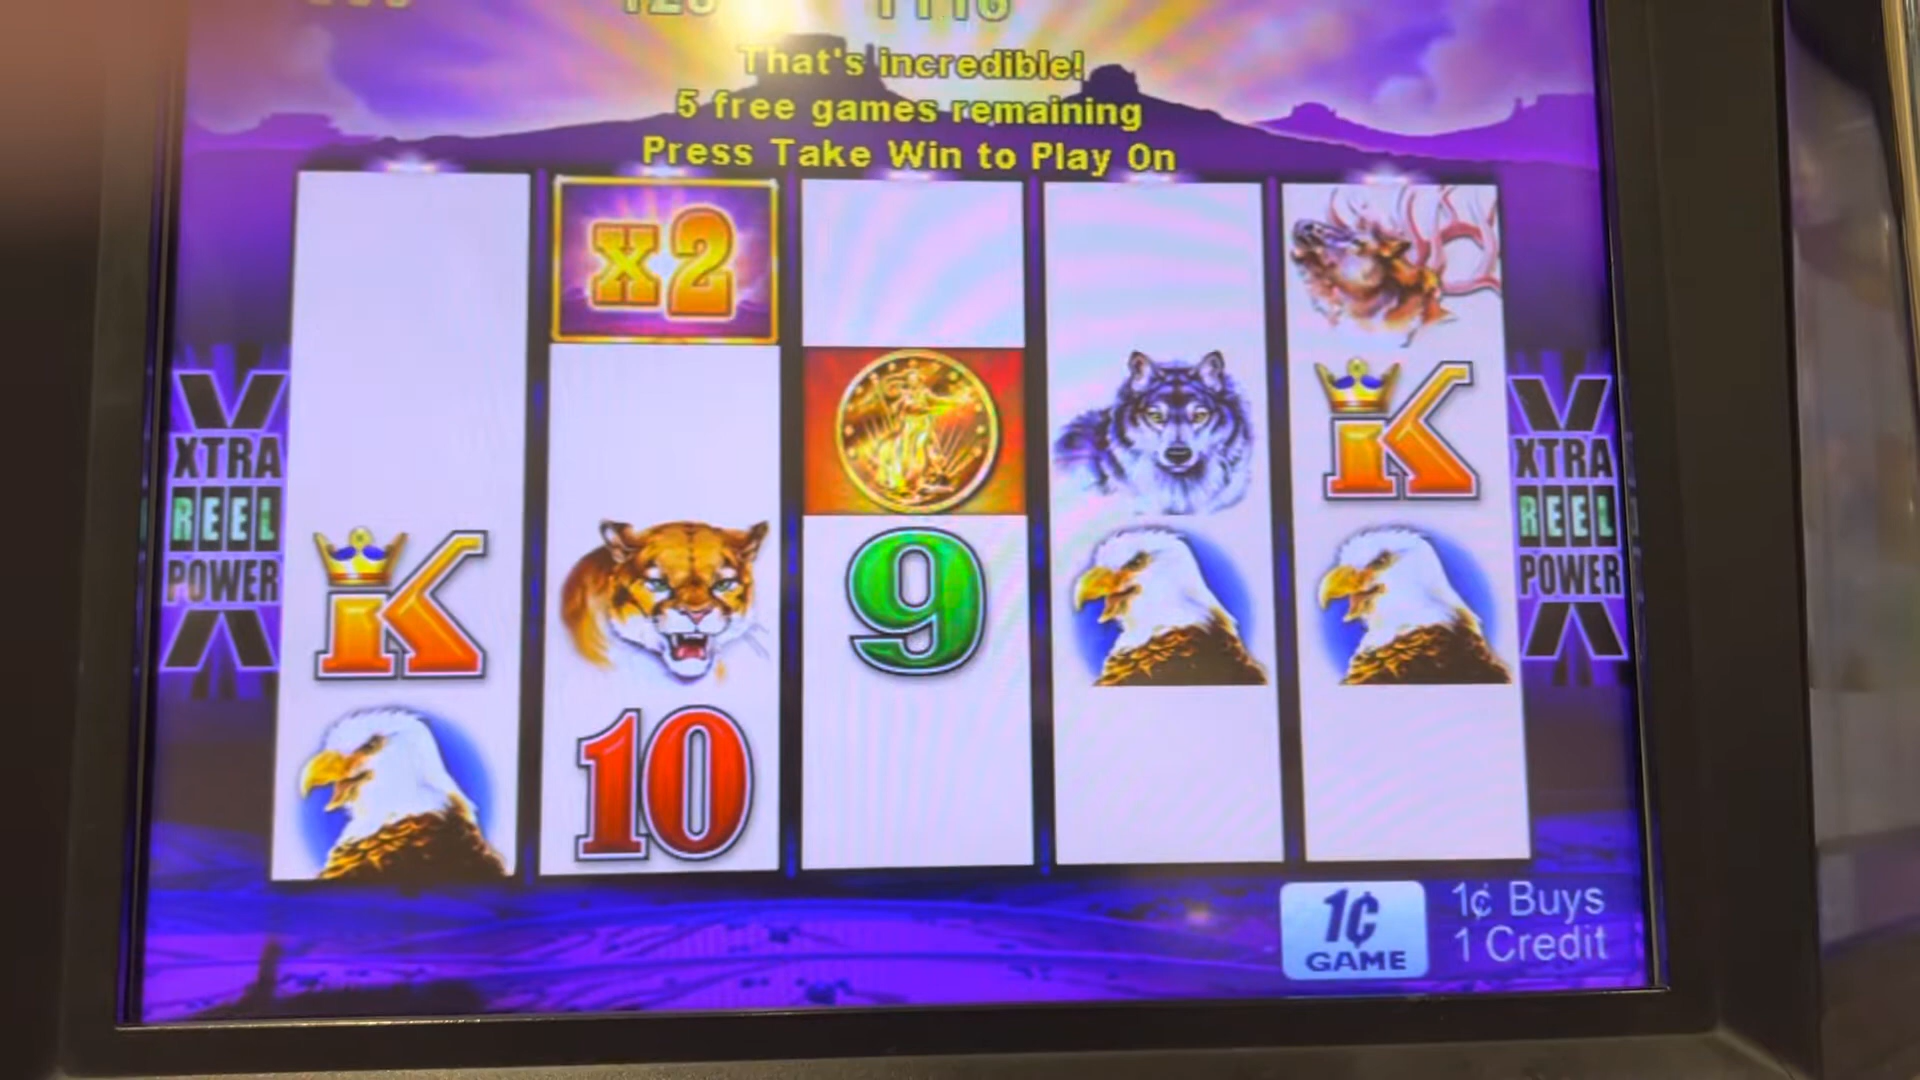 That's incredible!
5 free games remaining
Press Take Win to Play On
x2
K
K
9
10
XTRA
REEL
POWER
XTRA
REEL
POWER
1¢
GAME
1¢ Buys
1 Credit